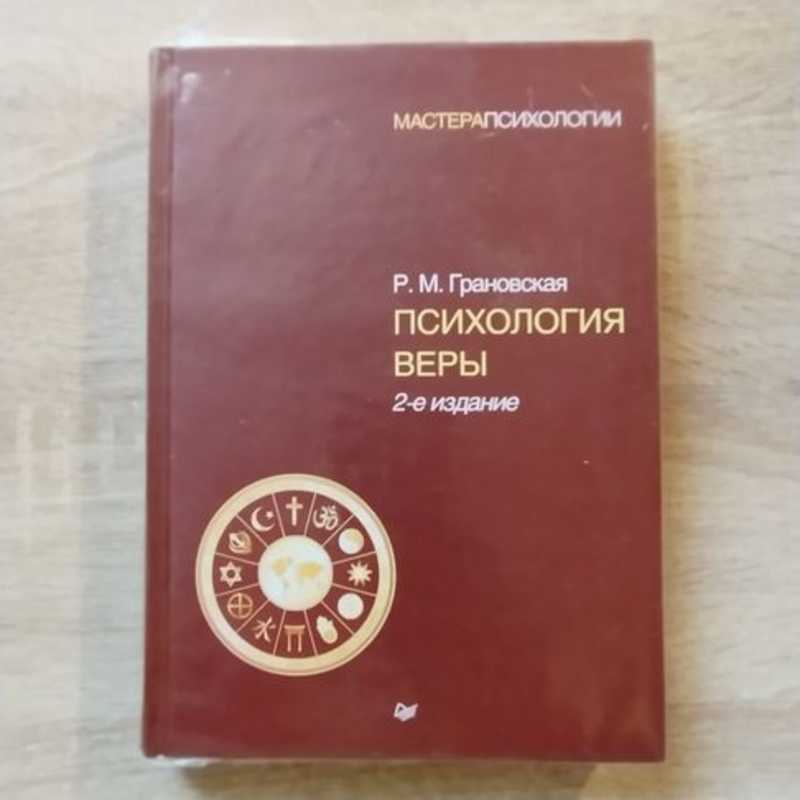 МАСТЕРАПСИХОЛОГИИ
Р. М. Грановская
ПСИХОЛОГИЯ
ВЕРЫ
2-е издание